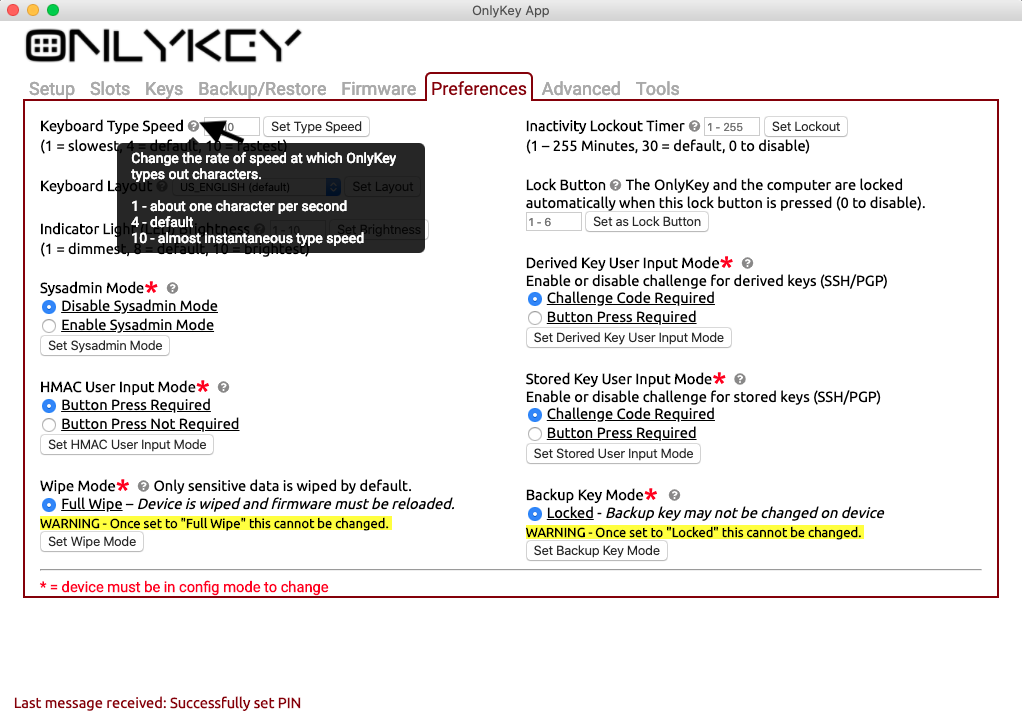 OnlyKey App
ONLYKEY
Setup Slots Keys Backup/Restore Firmware Preferences Advanced Tools
Keyboard Type Speed Set Type Speed
(1 = slowest, 4 = default, 10 = fastest)
Change the rate of speed at which OnlyKey
types out characters.
1 - about one character per second
4 - default
10 - almost instantaneous type speed
Keyboard Layout US_ENGLISH (default) Set Layout
Indicator Light (LED) Brightness 1 - 10 Set Brightness
(1 = dimmest, 8 = default, 10 = brightest)
Sysadmin Mode*
Disable Sysadmin Mode
Enable Sysadmin Mode
Set Sysadmin Mode
HMAC User Input Mode*
Button Press Required
Button Press Not Required
Set HMAC User Input Mode
Wipe Mode* Only sensitive data is wiped by default.
Full Wipe – Device is wiped and firmware must be reloaded.
WARNING - Once set to "Full Wipe" this cannot be changed.
Set Wipe Mode
Inactivity Lockout Timer 1 - 255 Set Lockout
(1 – 255 Minutes, 30 = default, 0 to disable)
Lock Button The OnlyKey and the computer are locked
automatically when this lock button is pressed (0 to disable).
1 - 6 Set as Lock Button
Derived Key User Input Mode*
Enable or disable challenge for derived keys (SSH/PGP)
Challenge Code Required
Button Press Required
Set Derived Key User Input Mode
Stored Key User Input Mode*
Enable or disable challenge for stored keys (SSH/PGP)
Challenge Code Required
Button Press Required
Set Stored User Input Mode
Backup Key Mode*
Locked - Backup key may not be changed on device
WARNING - Once set to "Locked" this cannot be changed.
Set Backup Key Mode
* = device must be in config mode to change
Last message received: Successfully set PIN